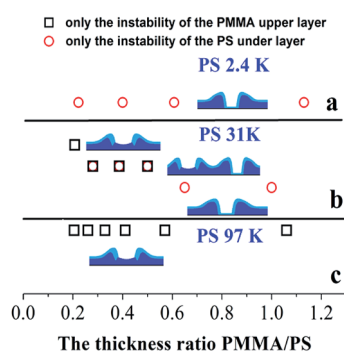 only the instability of the PMMA upper layer
only the instability of the PS under layer
PS 2.4 K
a
PS 31K
b
PS 97 K
c
0.0 0.2 0.4 0.6 0.8 1.0 1.2
The thickness ratio PMMA/PS